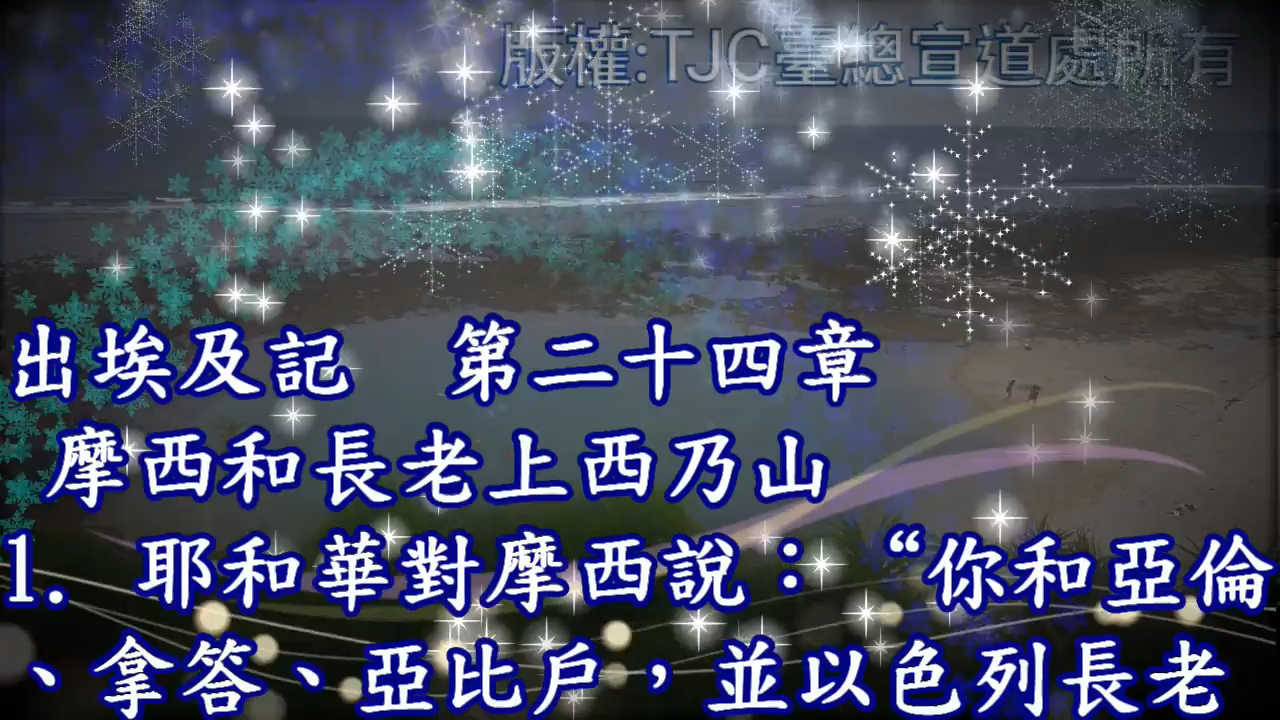 版權:TJC臺總宣道處所有
出埃及記　第二十四章
摩西和長老上西乃山
1. 耶和華對摩西說：“你和亞倫
、拿答、亞比戶，並以色列長老